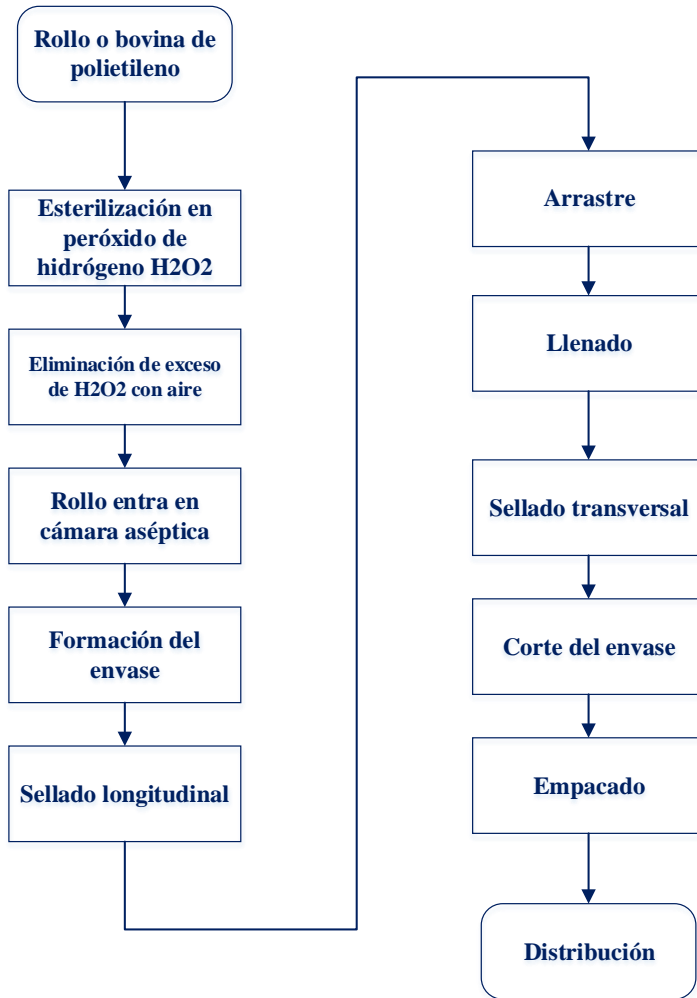 Rollo o bovina de
polietileno
Esterilización en
peróxido de
hidrógeno H2O2
Eliminación de exceso
de H2O2 con aire
Rollo entra en
cámara aséptica
Formación del
envase
Sellado longitudinal
Arrastre
Llenado
Sellado transversal
Corte del envase
Empacado
Distribución